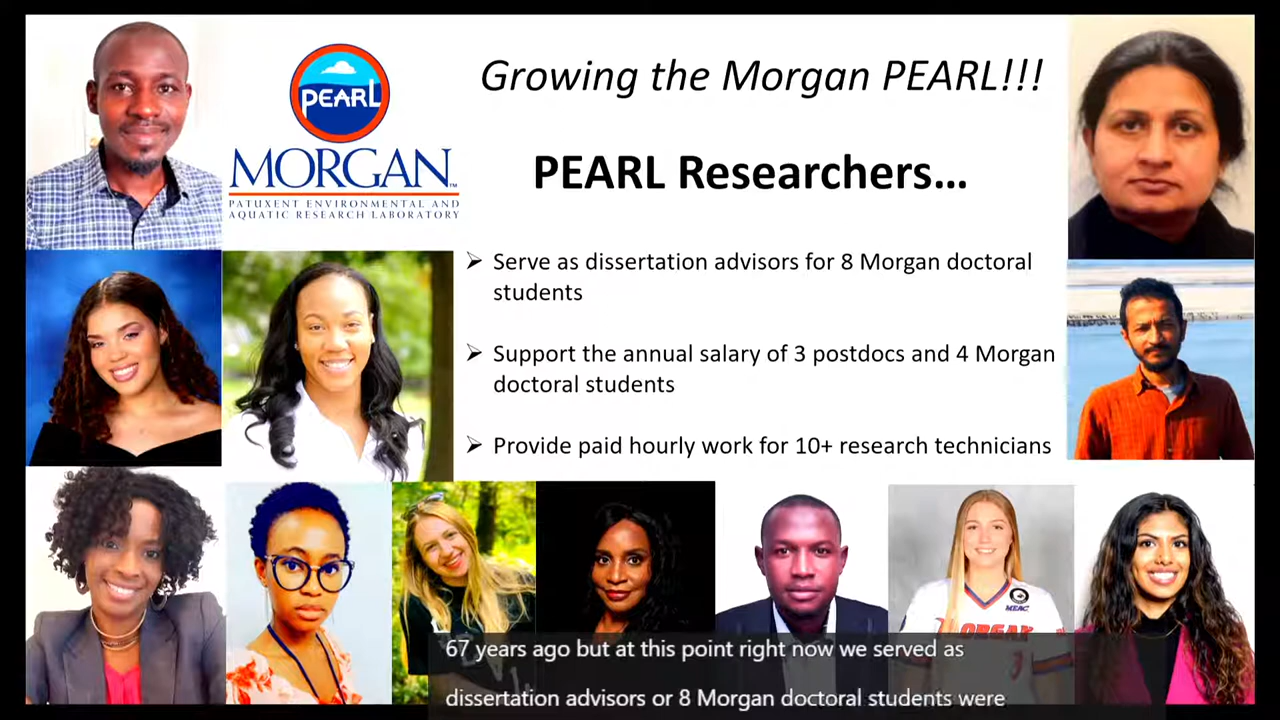 PEARL
MORGAN™
PATUXENT ENVIRONMENTAL AND
AQUATIC RESEARCH LABORATORY
Growing the Morgan PEARL!!!
PEARL Researchers…
➢ Serve as dissertation advisors for 8 Morgan doctoral
students
➢ Support the annual salary of 3 postdocs and 4 Morgan
doctoral students
➢ Provide paid hourly work for 10+ research technicians
MEAC
MORGAN
67 years ago but at this point right now we served as
dissertation advisors or 8 Morgan doctoral students were